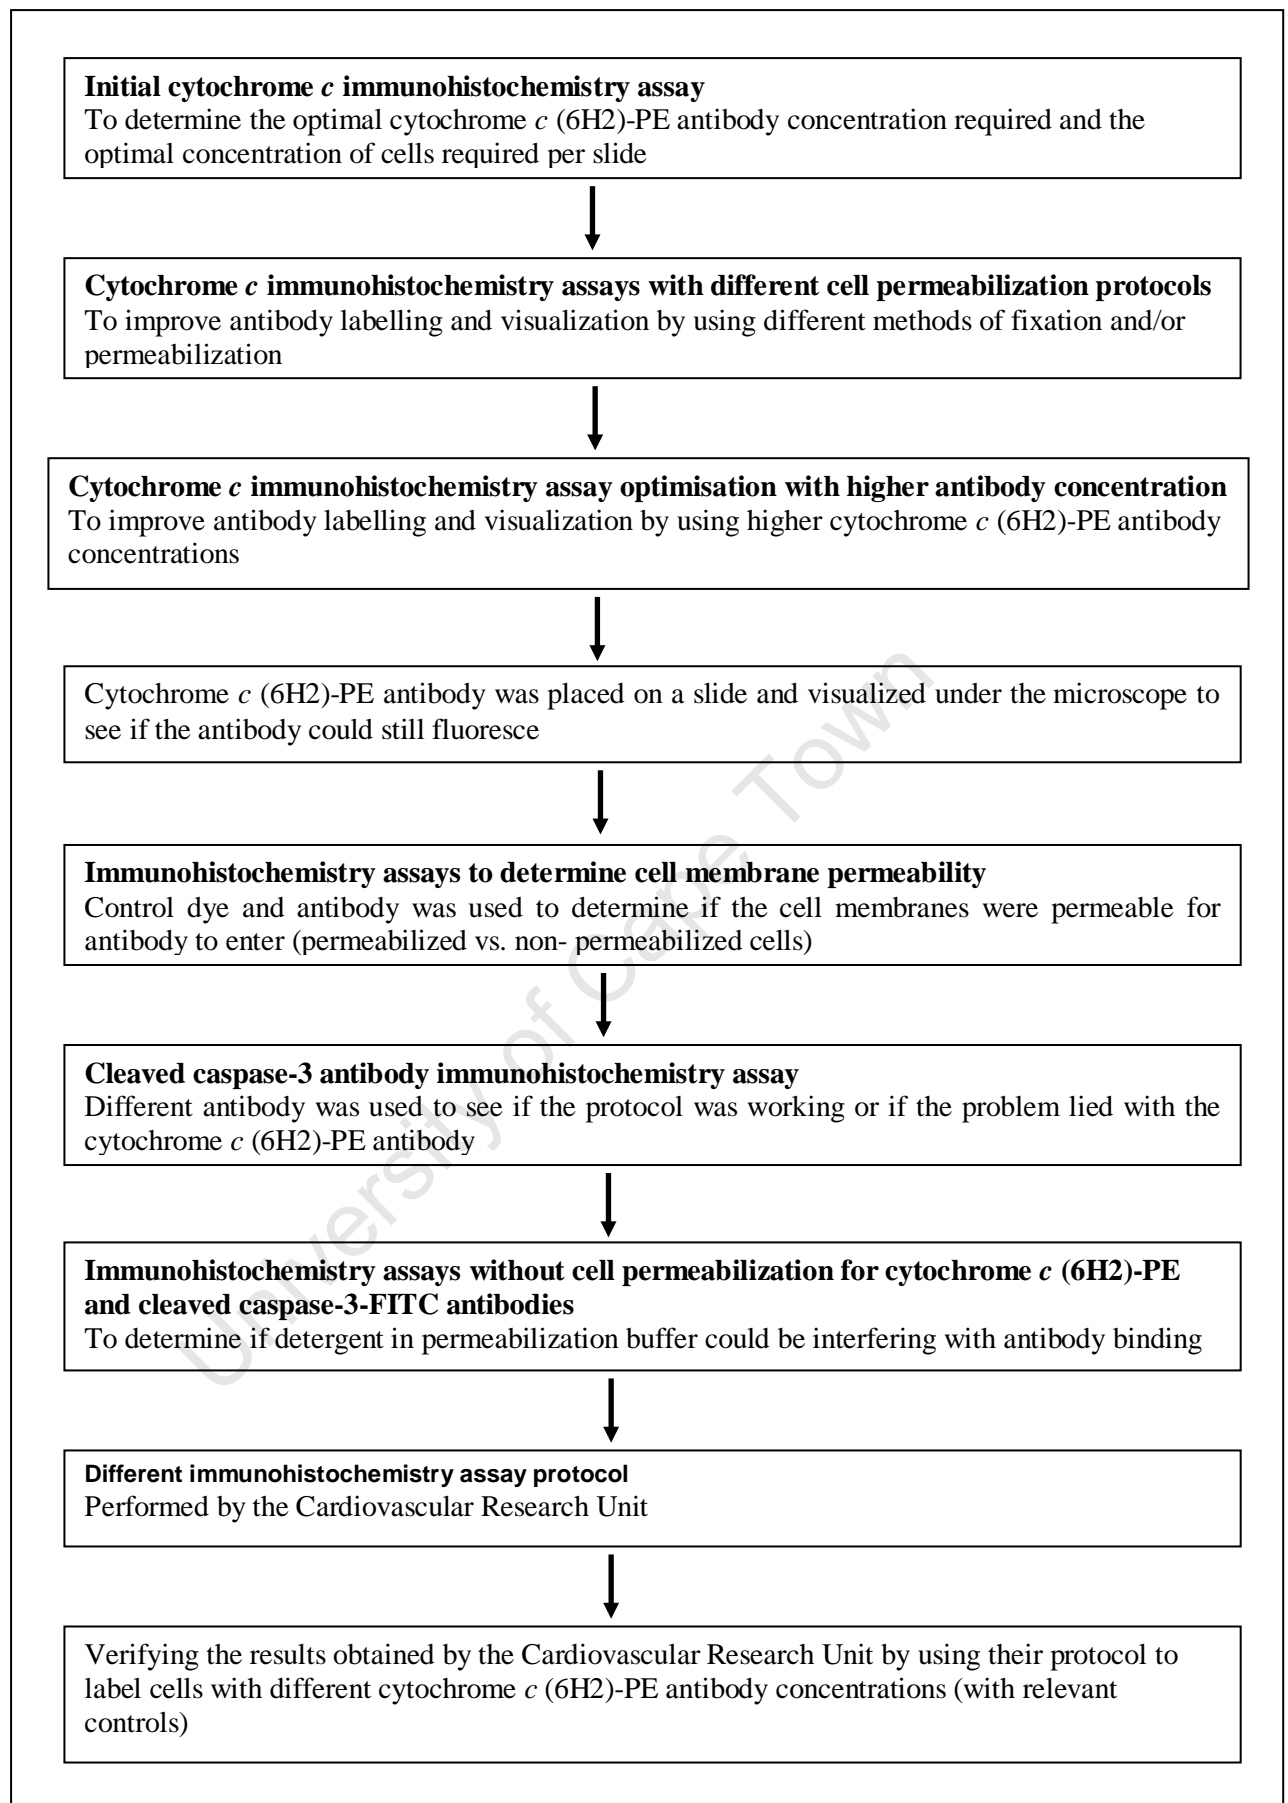 Initial cytochrome c immunohistochemistry assay
To determine the optimal cytochrome c (6H2)-PE antibody concentration required and the
optimal concentration of cells required per slide
Cytochrome c immunohistochemistry assays with different cell permeabilization protocols
To improve antibody labelling and visualization by using different methods of fixation and/or
permeabilization
Cytochrome c immunohistochemistry assay optimisation with higher antibody concentration
To improve antibody labelling and visualization by using higher cytochrome c (6H2)-PE antibody
concentrations
Cytochrome c (6H2)-PE antibody was placed on a slide and visualized under the microscope to
see if the antibody could still fluoresce
Immunohistochemistry assays to determine cell membrane permeability
Control dye and antibody was used to determine if the cell membranes were permeable for
antibody to enter (permeabilized vs. non- permeabilized cells)
Cleaved caspase-3 antibody immunohistochemistry assay
Different antibody was used to see if the protocol was working or if the problem lied with the
cytochrome c (6H2)-PE antibody
Immunohistochemistry assays without cell permeabilization for cytochrome c (6H2)-PE
and cleaved caspase-3-FITC antibodies
To determine if detergent in permeabilization buffer could be interfering with antibody binding
Different immunohistochemistry assay protocol
Performed by the Cardiovascular Research Unit
Verifying the results obtained by the Cardiovascular Research Unit by using their protocol to
label cells with different cytochrome c (6H2)-PE antibody concentrations (with relevant
controls)
University of Cape Town